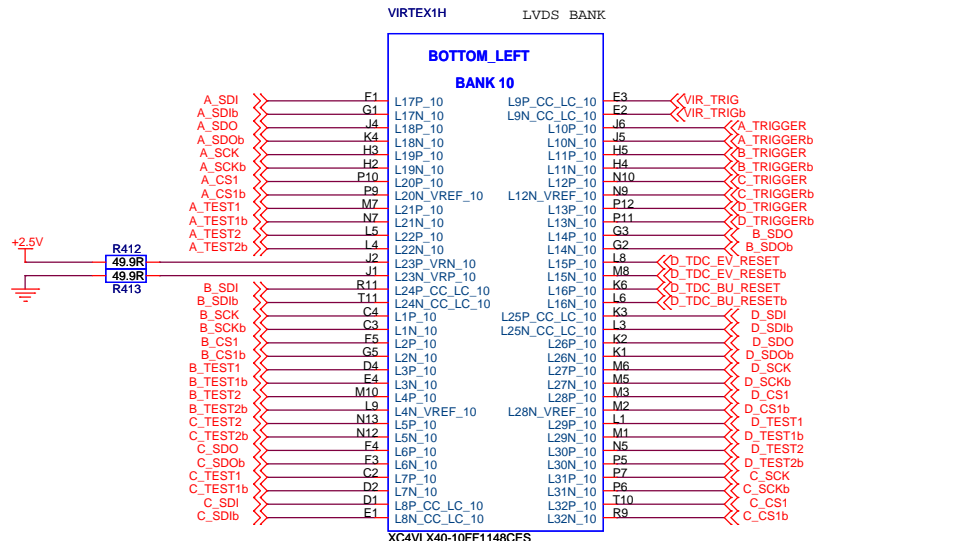 VIRTEX1H LVDS BANK
BOTTOM_LEFT
BANK 10
A_SDI F1 L17P_10 L9P_CC_LC_10 E3 VIR_TRIG
A_SDIb G1 L17N_10 L9N_CC_LC_10 E2 VIR_TRIGb
A_SDO J4 L18P_10 L10P_10 J6 A_TRIGGER
A_SDOb K4 L18N_10 L10N_10 J5 A_TRIGGERb
A_SCK H3 L19P_10 L11P_10 H5 B_TRIGGER
A_SCKb H2 L19N_10 L11N_10 H4 B_TRIGGERb
A_CS1 P10 L20P_10 L12P_10 N10 C_TRIGGER
A_CS1b P9 L20N_VREF_10 L12N_VREF_10 N9 C_TRIGGERb
A_TEST1 M7 L21P_10 L13P_10 P12 D_TRIGGER
A_TEST1b N7 L21N_10 L13N_10 P11 D_TRIGGERb
A_TEST2 L5 L22P_10 L14P_10 G3 B_SDO
A_TEST2b L4 L22N_10 L14N_10 G2 B_SDOb
+2.5V R412 49.9R J2 L23P_VRN_10 L15P_10 L8 D_TDC_EV_RESET
49.9R R413 J1 L23N_VRP_10 L15N_10 M8 D_TDC_EV_RESETb
B_SDI R11 L24P_CC_LC_10 L16P_10 K6 D_TDC_BU_RESET
B_SDIb T11 L24N_CC_LC_10 L16N_10 L6 D_TDC_BU_RESETb
B_SCK C4 L1P_10 L25P_CC_LC_10 K3 D_SDI
B_SCKb C3 L1N_10 L25N_CC_LC_10 L3 D_SDIb
B_CS1 F5 L2P_10 L26P_10 K2 D_SDO
B_CS1b G5 L2N_10 L26N_10 K1 D_SDOb
B_TEST1 D4 L3P_10 L27P_10 M6 D_SCK
B_TEST1b E4 L3N_10 L27N_10 M5 D_SCKb
B_TEST2 M10 L4P_10 L28P_10 M3 D_CS1
B_TEST2b L9 L4N_VREF_10 L28N_VREF_10 M2 D_CS1b
C_TEST2 N13 L5P_10 L29P_10 L1 D_TEST1
C_TEST2b N12 L5N_10 L29N_10 M1 D_TEST1b
C_SDO F4 L6P_10 L30P_10 N5 D_TEST2
C_SDOb F3 L6N_10 L30N_10 P5 D_TEST2b
C_TEST1 C2 L7P_10 L31P_10 P7 C_SCK
C_TEST1b D2 L7N_10 L31N_10 P6 C_SCKb
C_SDI D1 L8P_CC_LC_10 L32P_10 T10 C_CS1
C_SDIb E1 L8N_CC_LC_10 L32N_10 R9 C_CS1b
XC4VLX40-10FF1148CES